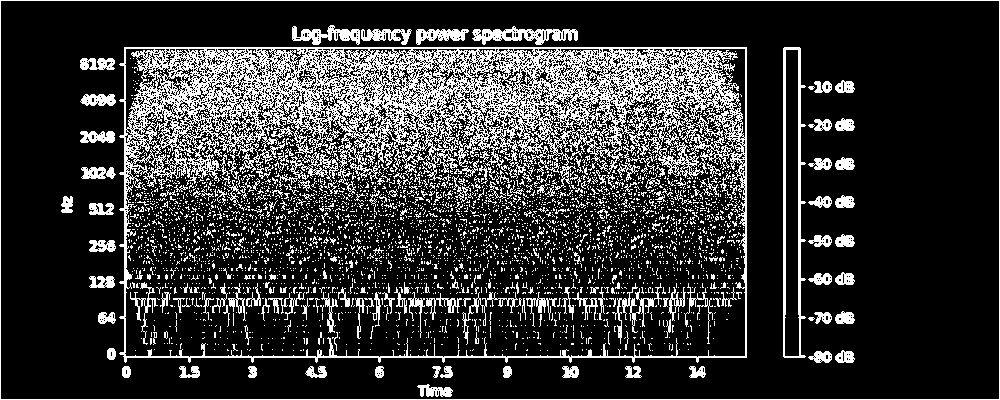 Log-frequency power spectrogram
8192
4096
2048
1024
512
256
128
64
0
Hz
0 1.5 3 4.5 6 7.5 9 10 12 14
Time
-10 dB
-20 dB
-30 dB
-40 dB
-50 dB
-60 dB
-70 dB
-80 dB